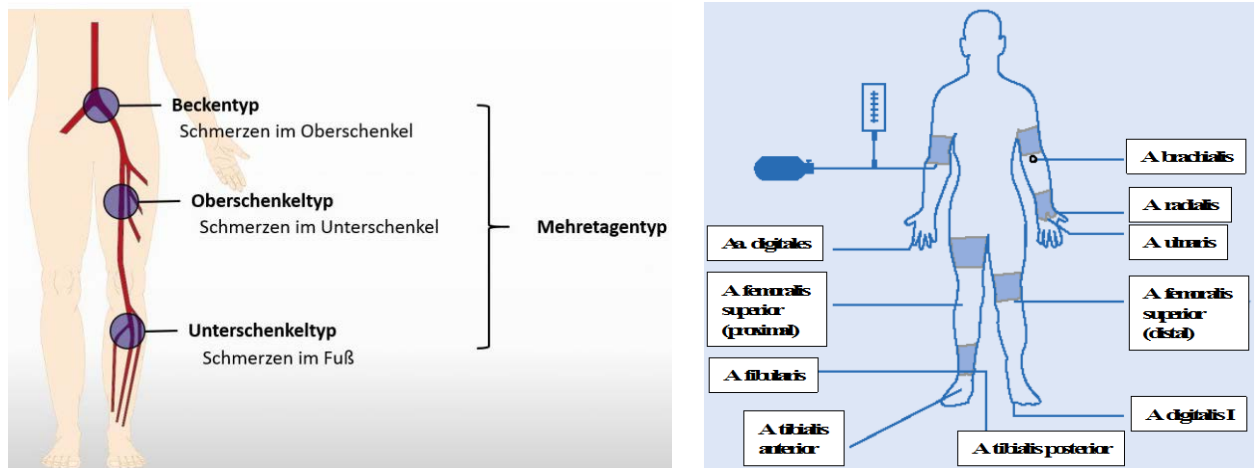 Beckentyp
Schmerzen im Oberschenkel
Oberschenkeltyp
Schmerzen im Unterschenkel
Mehretagentyp
Unterschenkeltyp
Schmerzen im Fuß
A. brachialis
A. radialis
A. ulnaris
Aa. digitales
A. femoralis
superior
(proximal)
A. femoralis
superior
(distal)
A. fibularis
A. digitalis I
A. tibialis
anterior
A. tibialis posterior